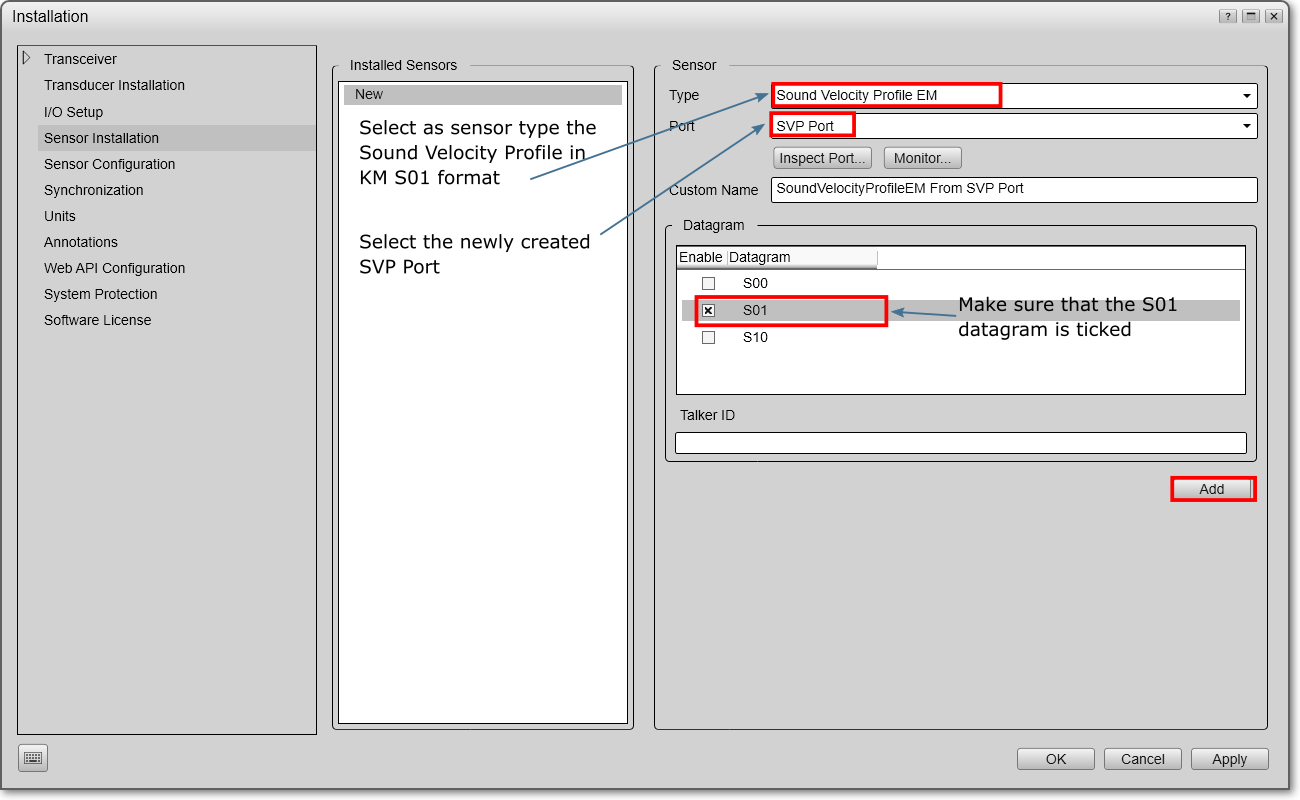 Installation
?
Transceiver
Transducer Installation
I/O Setup
Sensor Installation
Sensor Configuration
Synchronization
Units
Annotations
Web API Configuration
System Protection
Software License
Installed Sensors
New
Select as sensor type the
Sound Velocity Profile in
KM S01 format
Select the newly created
SVP Port
Sensor
Type
Sound Velocity Profile EM
Port
SVP Port
Inspect Port...
Monitor...
Custom Name
SoundVelocityProfileEM From SVP Port
Datagram
Enable Datagram
S00
S01
S10
Make sure that the S01
datagram is ticked
Talker ID
Add
OK
Cancel
Apply